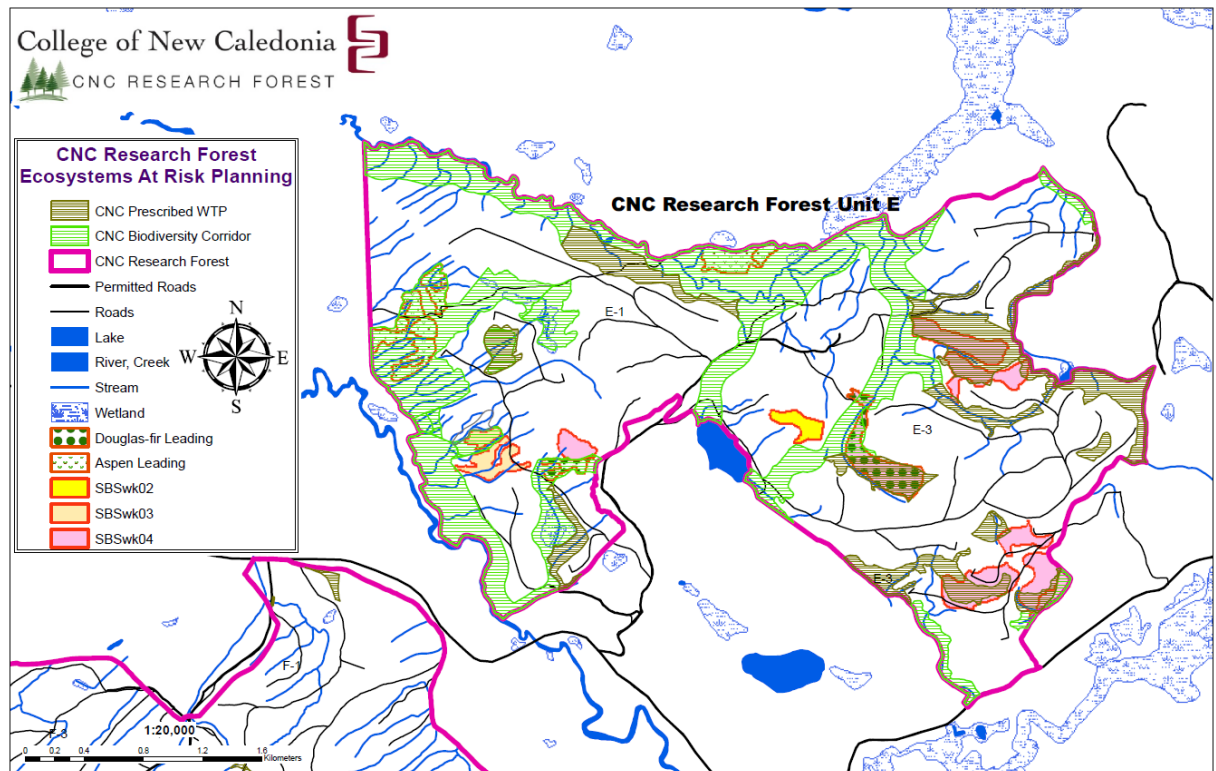 College of New Caledonia
CNC RESEARCH FOREST
CNC Research Forest
Ecosystems At Risk Planning
CNC Prescribed WTP
CNC Biodiversity Corridor
CNC Research Forest
Permitted Roads
Roads
Lake
River, Creek
Stream
Wetland
Douglas-fir Leading
Aspen Leading
SBSwk02
SBSwk03
SBSwk04
N
W
E
S
CNC Research Forest Unit E
E-1
E-3
E-3
F-1
F-3
1:20,000
0 0.2 0.4 0.8 1.2 1.6
Kilometers